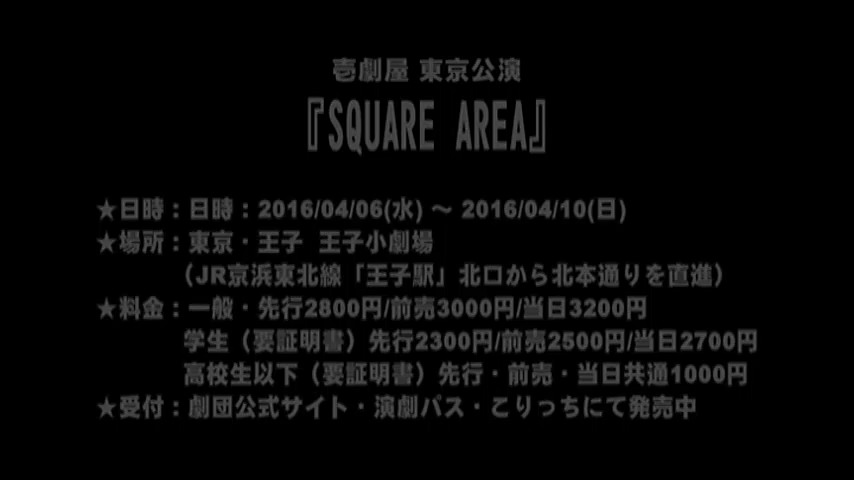 壱劇屋 東京公演
『SQUARE AREA』
★日時：日時：2016/04/06(水) ～ 2016/04/10(日)
★場所：東京・王子 王子小劇場
（JR京浜東北線「王子駅」北口から北本通りを直進）
★料金：一般・先行2800円/前売3000円/当日3200円
学生（要証明書）先行2300円/前売2500円/当日2700円
高校生以下（要証明書）先行・前売・当日共通1000円
★受付：劇団公式サイト・演劇パス・こりっちにて発売中